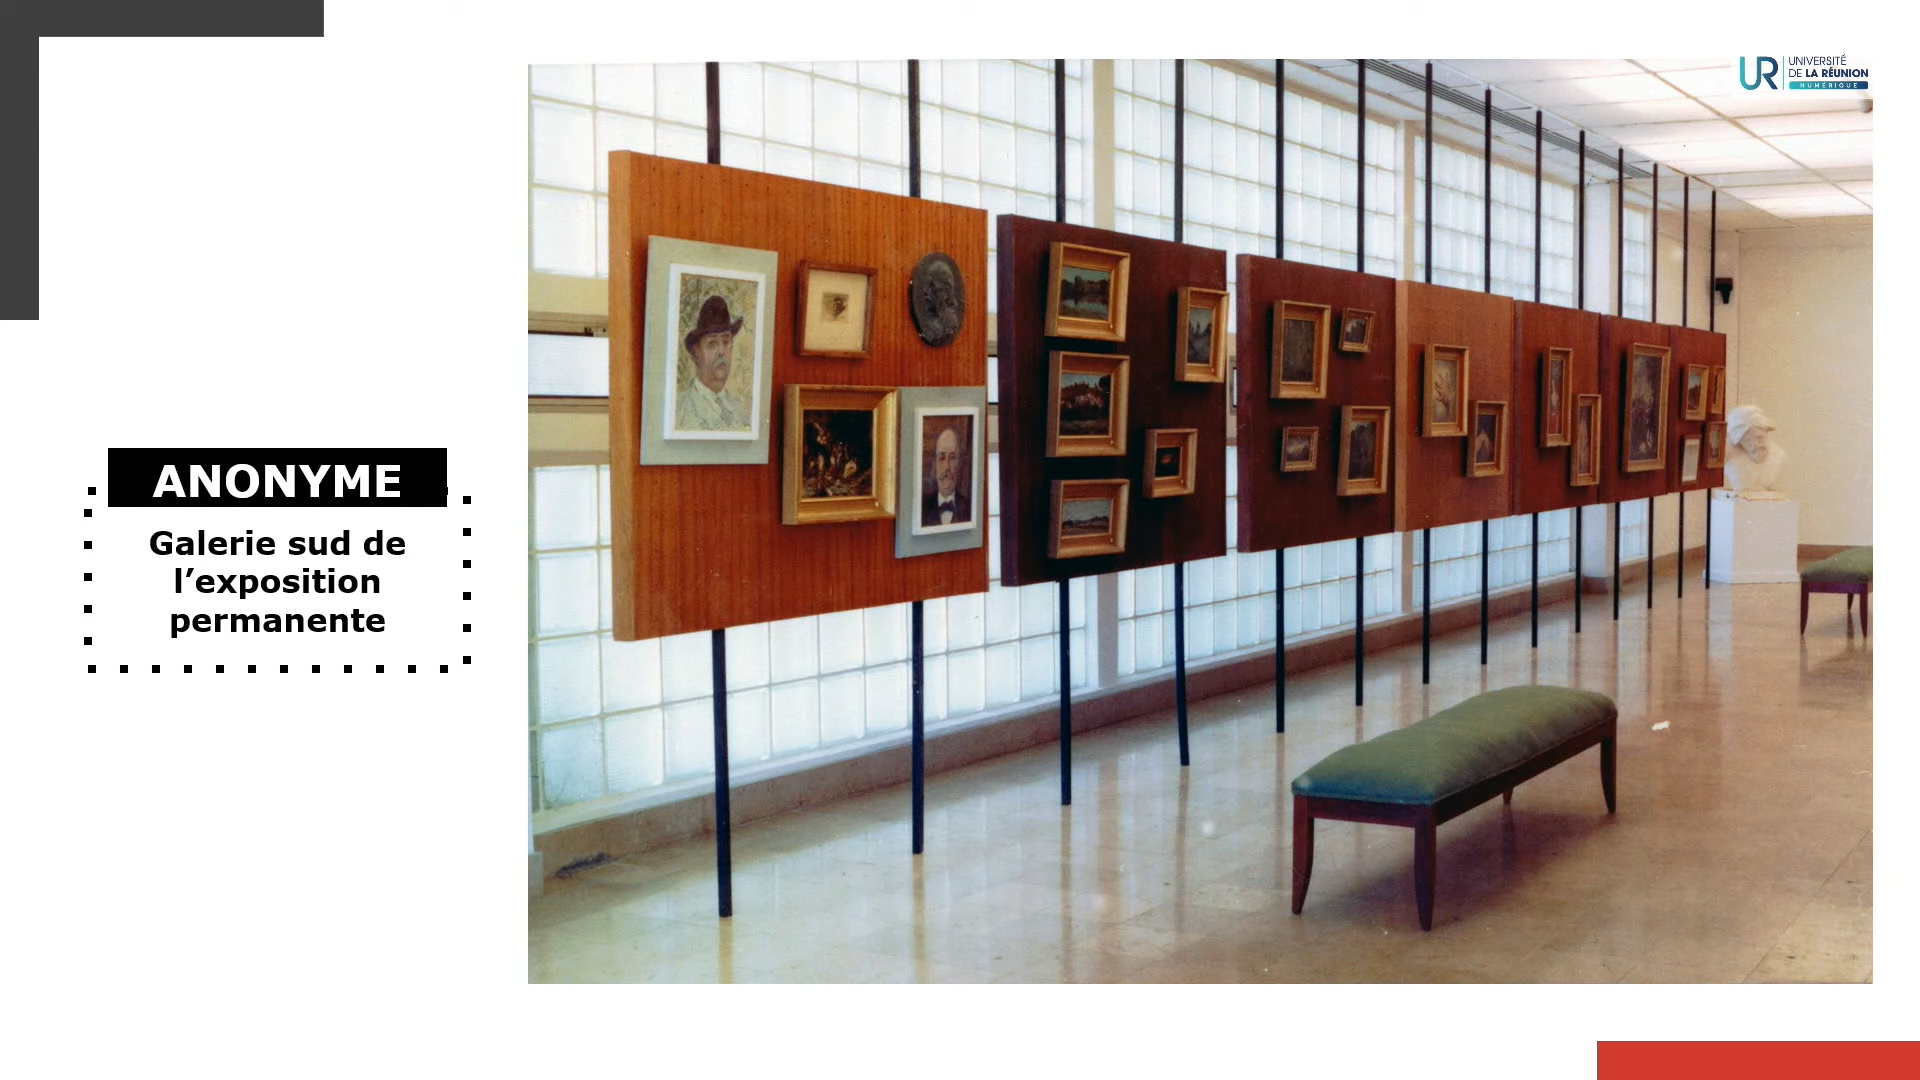 UNIVERSITÉ
DE LA RÉUNION
NUMÉRIQUE
ANONYME
Galerie sud de
l’exposition
permanente